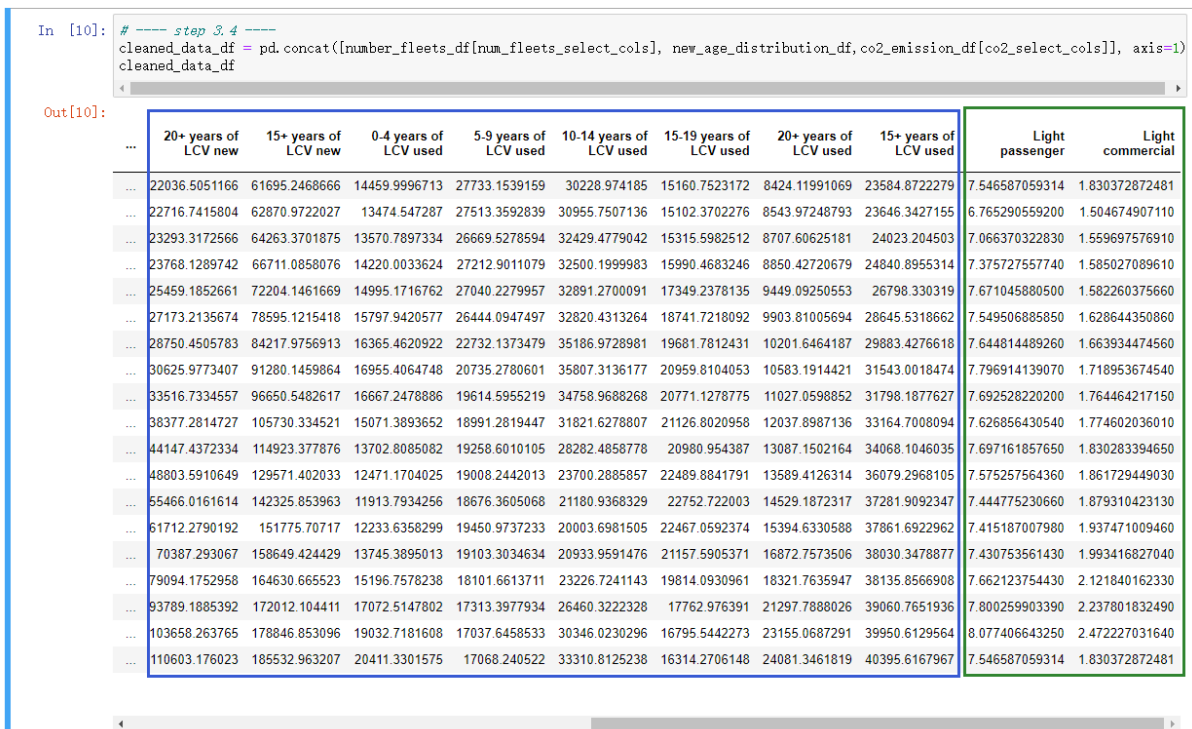 In [10]: # ---- step 3.4 ----
cleaned_data_df = pd.concat([number_fleets_df[num_fleets_select_cols], new_age_distribution_df,co2_emission_df[co2_select_cols]], axis=1)
cleaned_data_df
Out[10]:
... 20+ years of LCV new 15+ years of LCV new 0-4 years of LCV used 5-9 years of LCV used 10-14 years of LCV used 15-19 years of LCV used 20+ years of LCV used 15+ years of LCV used Light passenger Light commercial
... 22036.5051166 61695.2468666 14459.9996713 27733.1539159 30228.974185 15160.7523172 8424.11991069 23584.8722279 7.546587059314 1.830372872481
... 22716.7415804 62870.9722027 13474.547287 27513.3592839 30955.7507136 15102.3702276 8543.97248793 23646.3427155 6.765290559200 1.504674907110
... 23293.3172566 64263.3701875 13570.7897334 26669.5278594 32429.4779042 15315.5982512 8707.60625181 24023.204503 7.066370322830 1.559697576910
... 23768.1289742 66711.0858076 14220.0033624 27212.9011079 32500.1999983 15990.4683246 8850.42720679 24840.8955314 7.375727557740 1.585027089610
... 25459.1852661 72204.1461669 14995.1716762 27040.2279957 32891.2700091 17349.2378135 9449.09250553 26798.330319 7.671045880500 1.582260375660
... 27173.2135674 78595.1215418 15797.9420577 26444.0947497 32820.4313264 18741.7218092 9903.81005694 28645.5318662 7.549506885850 1.628644350860
... 28750.4505783 84217.9756913 16365.4620922 22732.1373479 35186.9728981 19681.7812431 10201.6464187 29883.4276618 7.644814489260 1.663934474560
... 30625.9773407 91280.1459864 16955.4064748 20735.2780601 35807.3136177 20959.8104053 10583.1914421 31543.0018474 7.796914139070 1.718953674540
... 33516.7334557 96650.5482617 16667.2478886 19614.5955219 34758.9688268 20771.1278775 11027.0598852 31798.1877627 7.692528220200 1.764464217150
... 38377.2814727 105730.334521 15071.3893652 18991.2819447 31821.6278807 21126.8020958 12037.8987136 33164.7008094 7.626856430540 1.774602036010
... 44147.4372334 114923.377876 13702.8085082 19258.6010105 28282.4858778 20980.954387 13087.1502164 34068.1046035 7.697161857650 1.830283394650
... 48803.5910649 129571.402033 12471.1704025 19008.2442013 23700.2885857 22489.8841791 13589.4126314 36079.2968105 7.575257564360 1.861729449030
... 55466.0161614 142325.853963 11913.7934256 18676.3605068 21180.9368329 22752.722003 14529.1872317 37281.9092347 7.444775230660 1.879310423130
... 61712.2790192 151775.70717 12233.6358299 19450.9737233 20003.6981505 22467.0592374 15394.6330588 37861.6922962 7.415187007980 1.937471009460
... 70387.293067 158649.424429 13745.3895013 19103.3034634 20933.9591476 21157.5905371 16872.7573506 38030.3478877 7.430753561430 1.993416827040
... 79094.1752958 164630.665523 15196.7578238 18101.6613711 23226.7241143 19814.0930961 18321.7635947 38135.8566908 7.662123754430 2.121840162330
... 93789.1885392 172012.104411 17072.5147802 17313.3977934 26460.3222328 17762.976391 21297.7888026 39060.7651936 7.800259903390 2.237801832490
... 103658.263765 178846.853096 19032.7181608 17037.6458533 30346.0230296 16795.5442273 23155.0687291 39950.6129564 8.077406643250 2.472227031640
... 110603.176023 185532.963207 20411.3301575 17068.240522 33310.8125238 16314.2706148 24081.3461819 40395.6167967 7.546587059314 1.830372872481